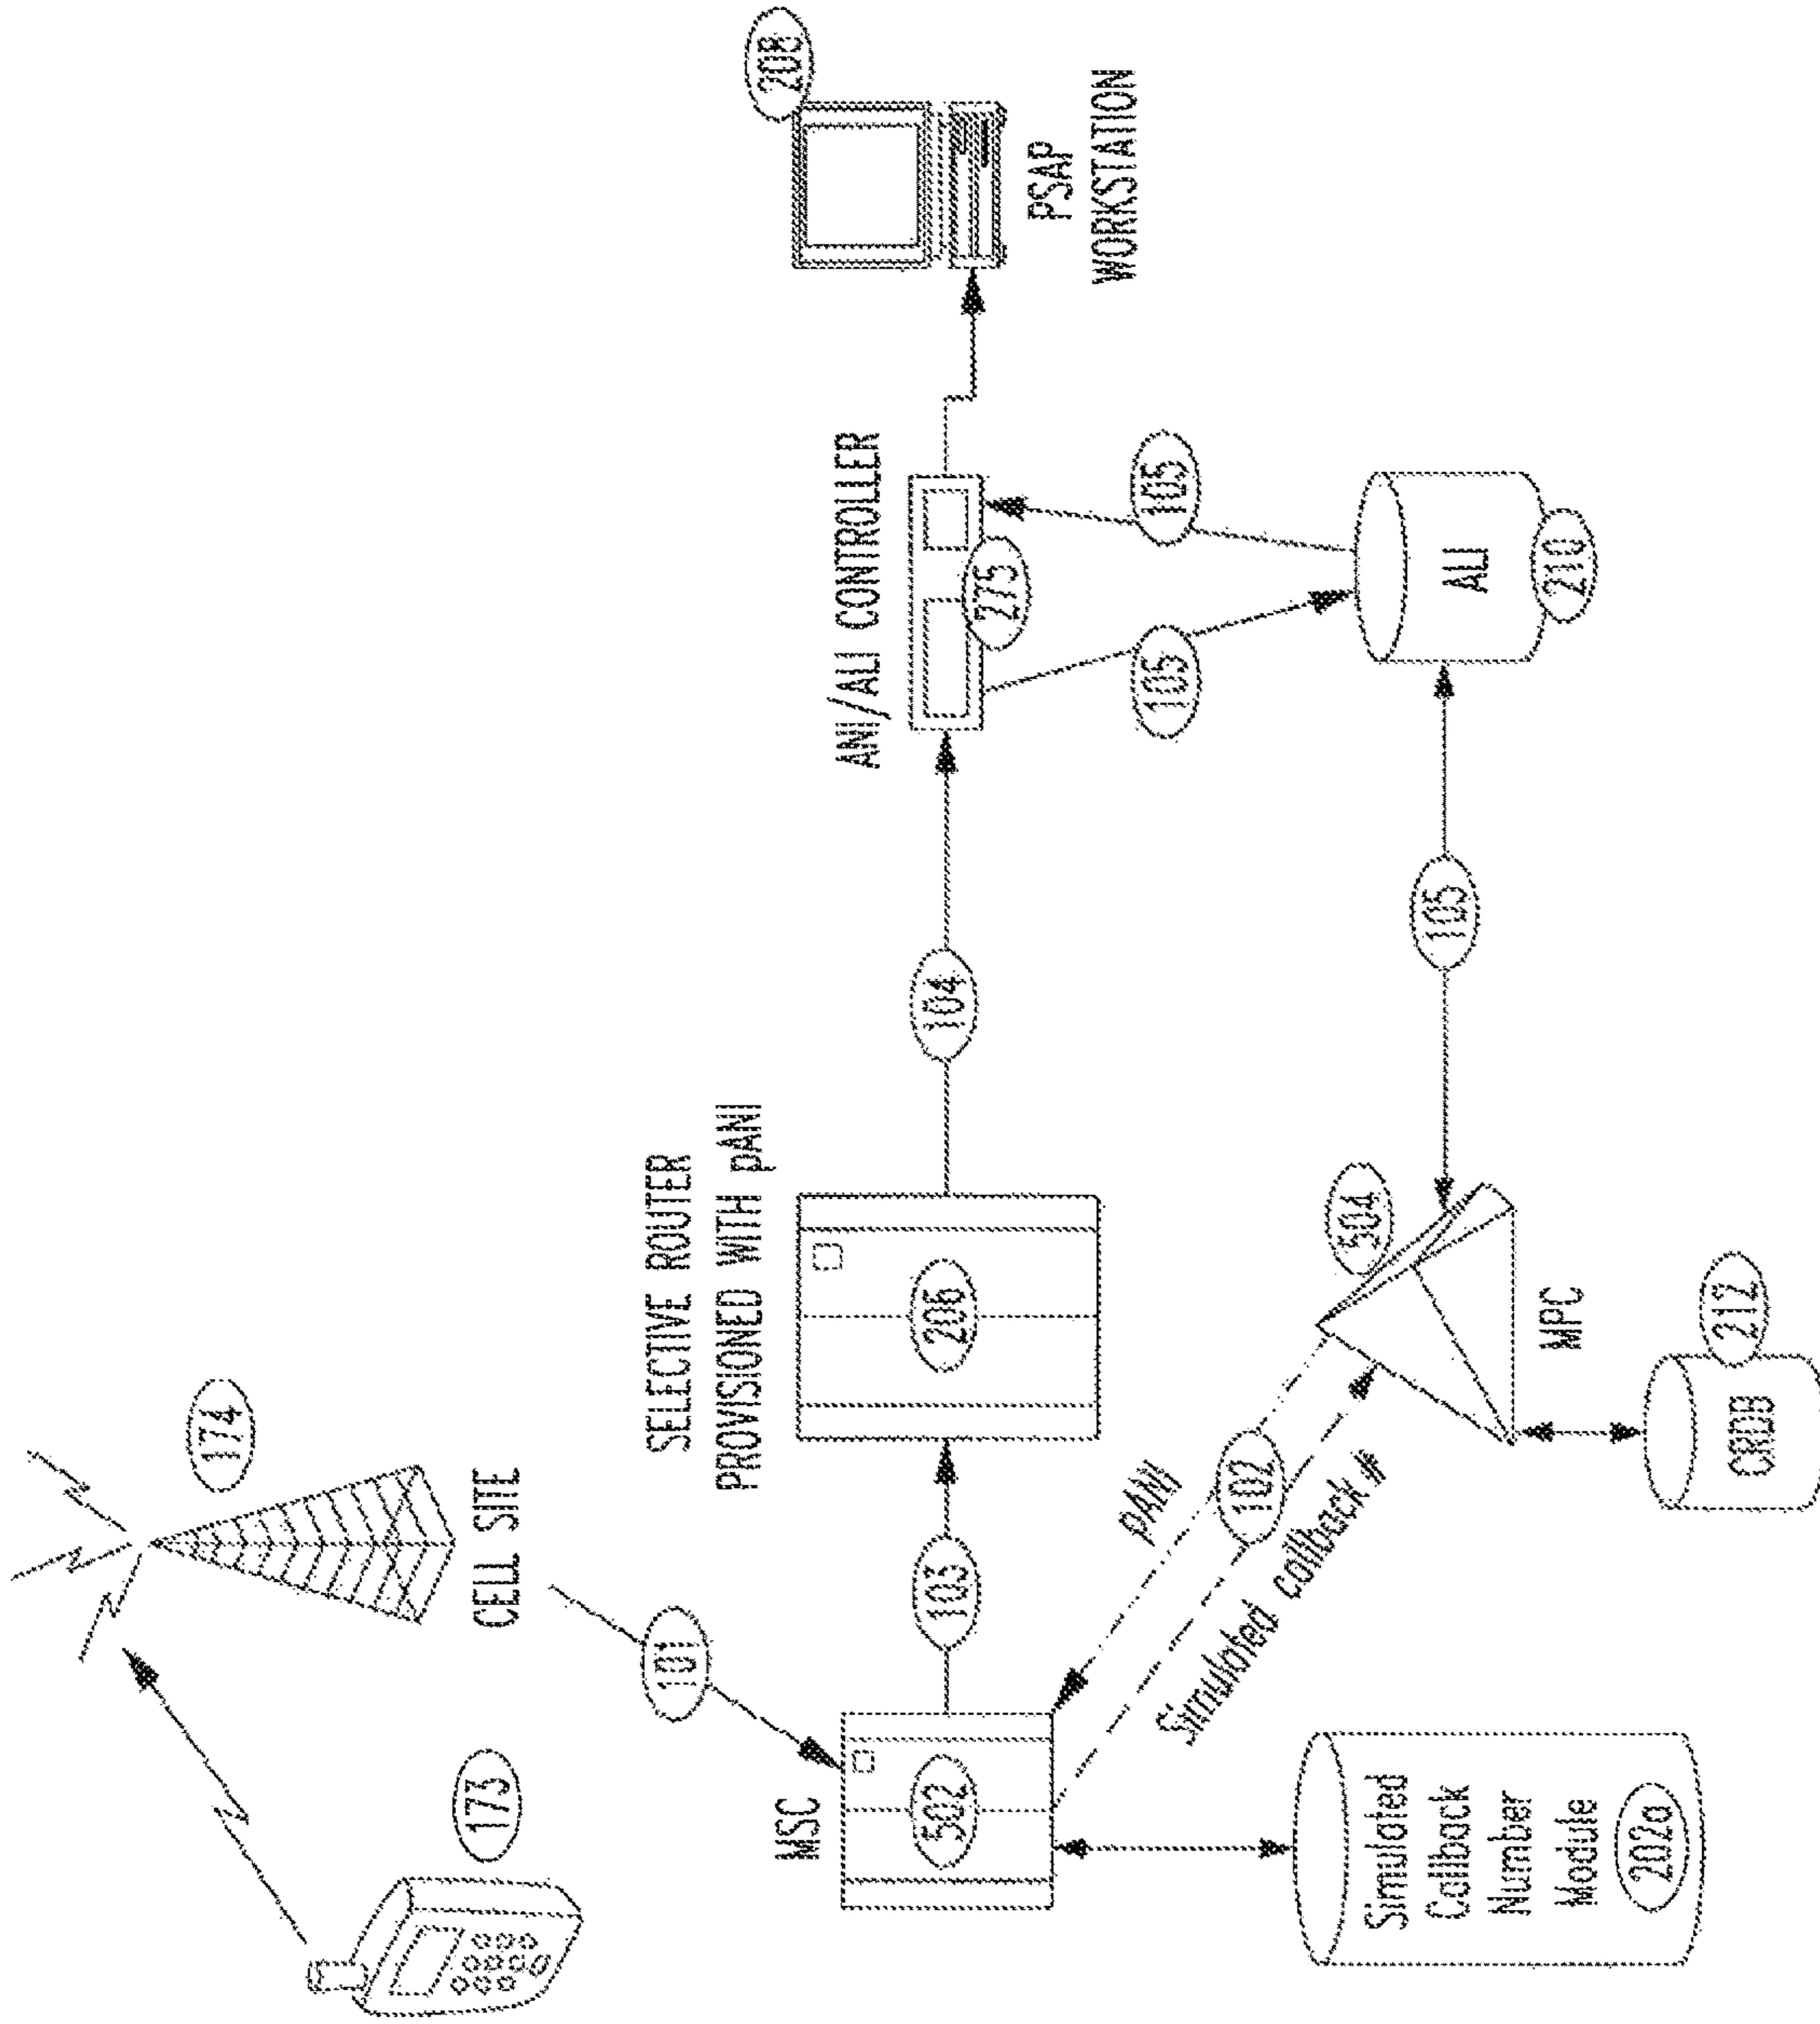 173
174
CELL SITE
101
MSC
502
103
SELECTIVE ROUTER
PROVISIONED WITH pANI
206
104
ANI/ALI CONTROLLER
275
208
PSAP
WORKSTATION
105
105
ALI
210
105
504
MPC
pANI
102
Simulated callback #
CRDB
212
Simulated
Callback
Number
Module
202a